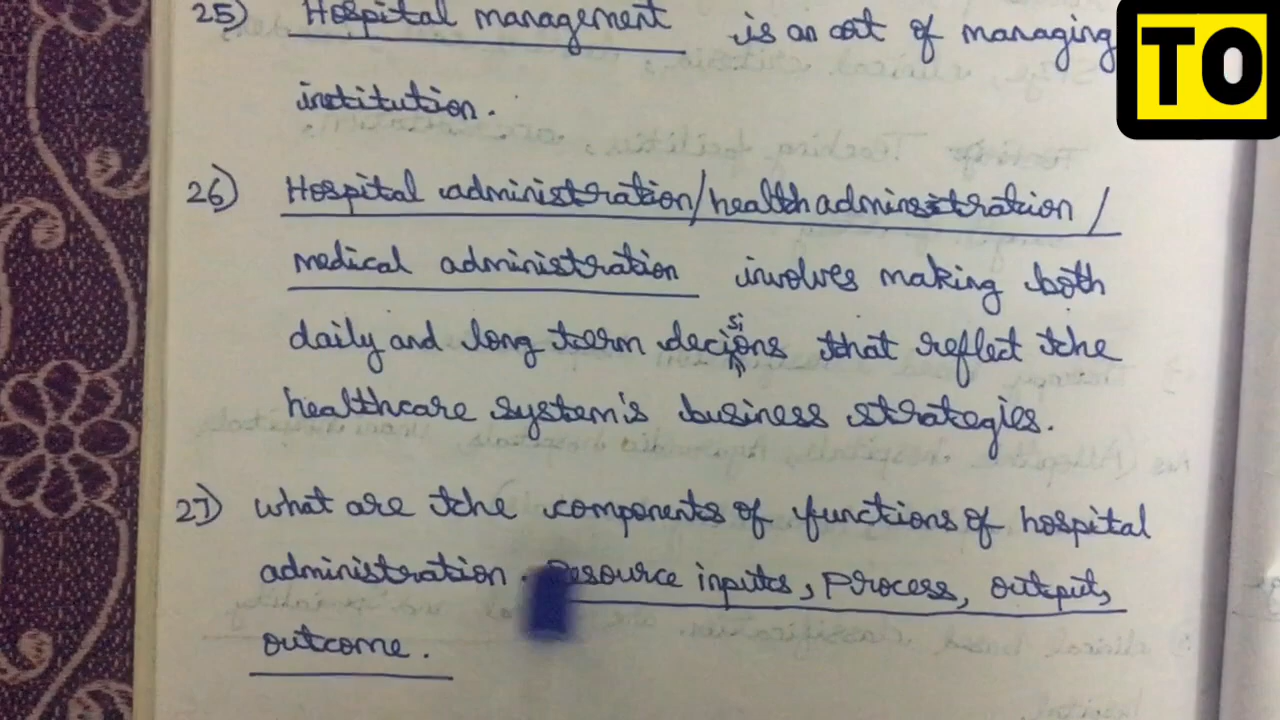 25) Hospital management is an art of managing
institution.
26) Hospital administration/health administration/
medical administration involves making both
daily and long term decisions that reflect the
healthcare system's business strategies.
27) what are the components of functions of hospital
administration. Resource inputs, Process, output,
outcome.
TO